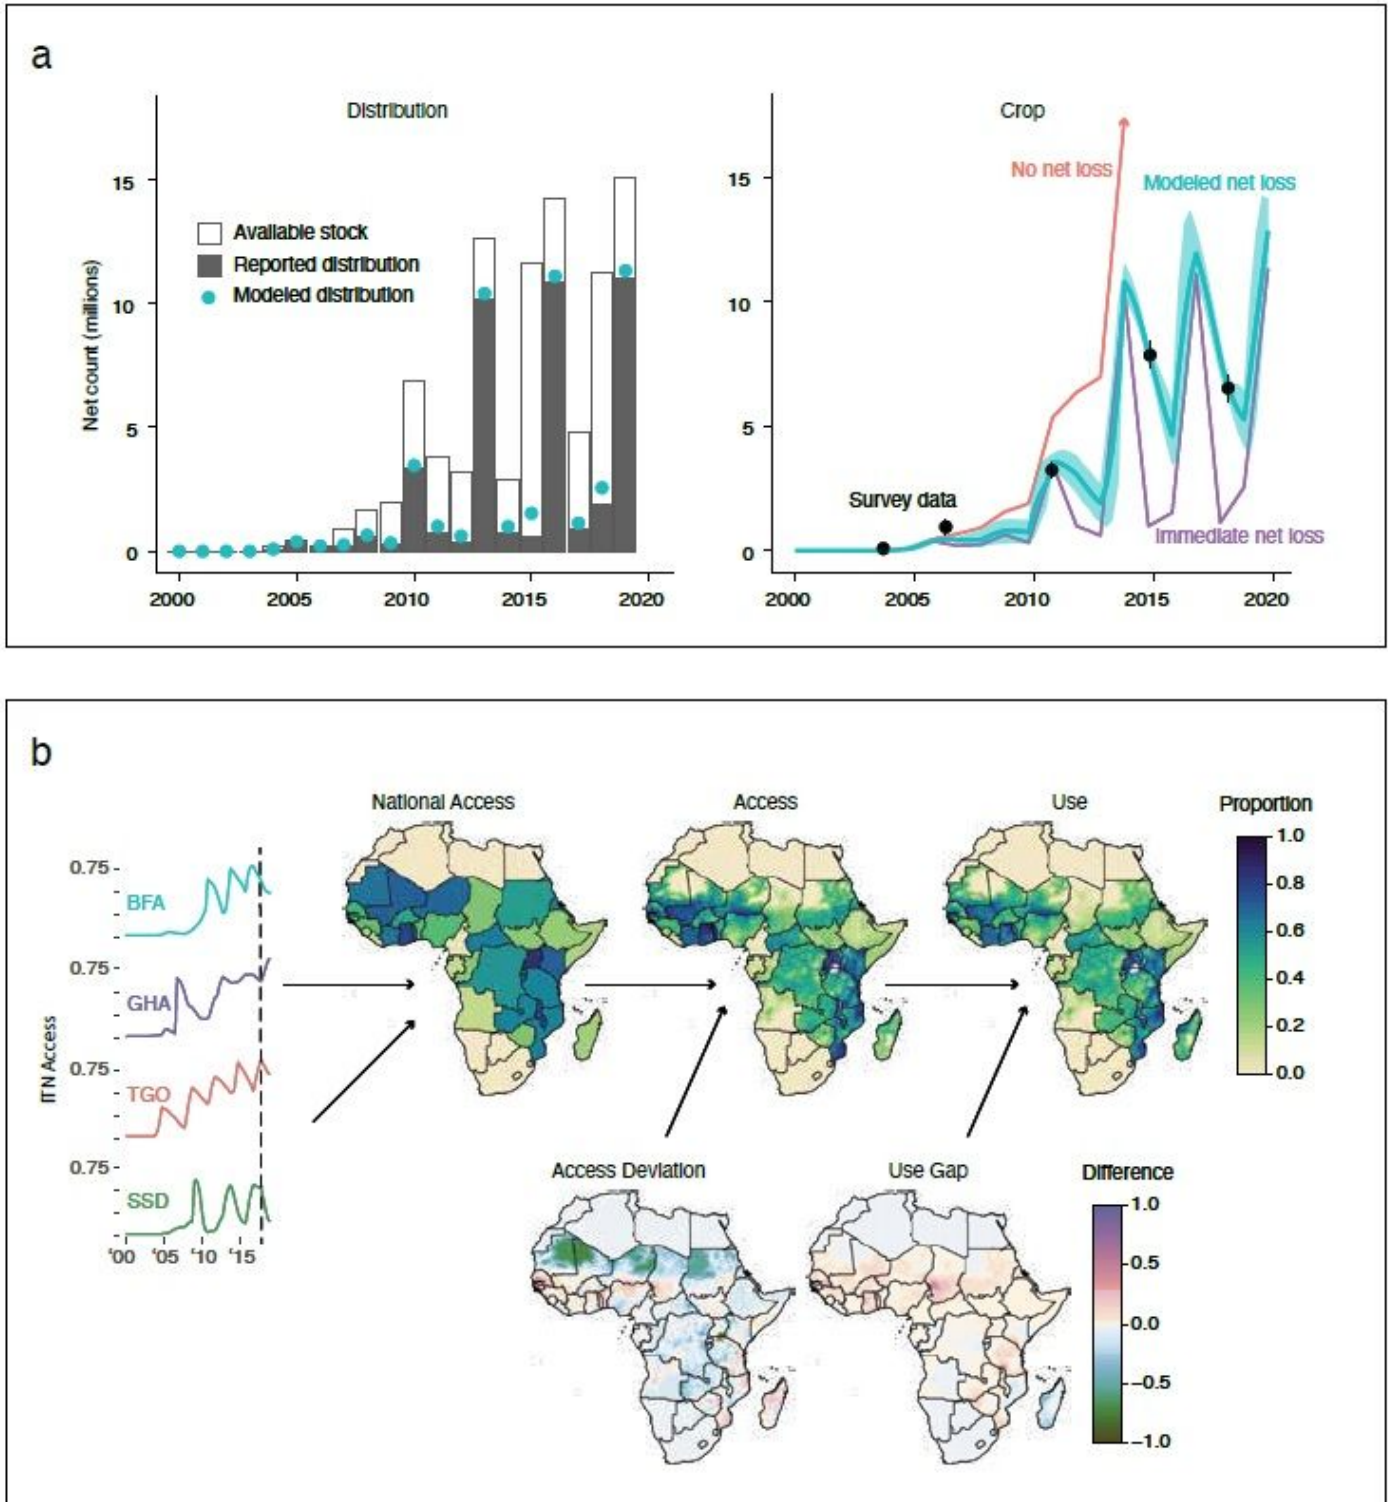 a
Distribution
Net count (millions)
15
10
5
0
Available stock
Reported distribution
Modeled distribution
2000 2005 2010 2015 2020
Crop
15
10
5
0
No net loss
Modeled net loss
Survey data
Immediate net loss
2000 2005 2010 2015 2020
b
ITN Access
0.75
BFA
0.75
GHA
0.75
TGO
0.75
SSD
'00 '05 '10 '15
National Access
Access
Use
Proportion
1.0
0.8
0.6
0.4
0.2
0.0
Access Deviation
Use Gap
Difference
1.0
0.5
0.0
−0.5
−1.0